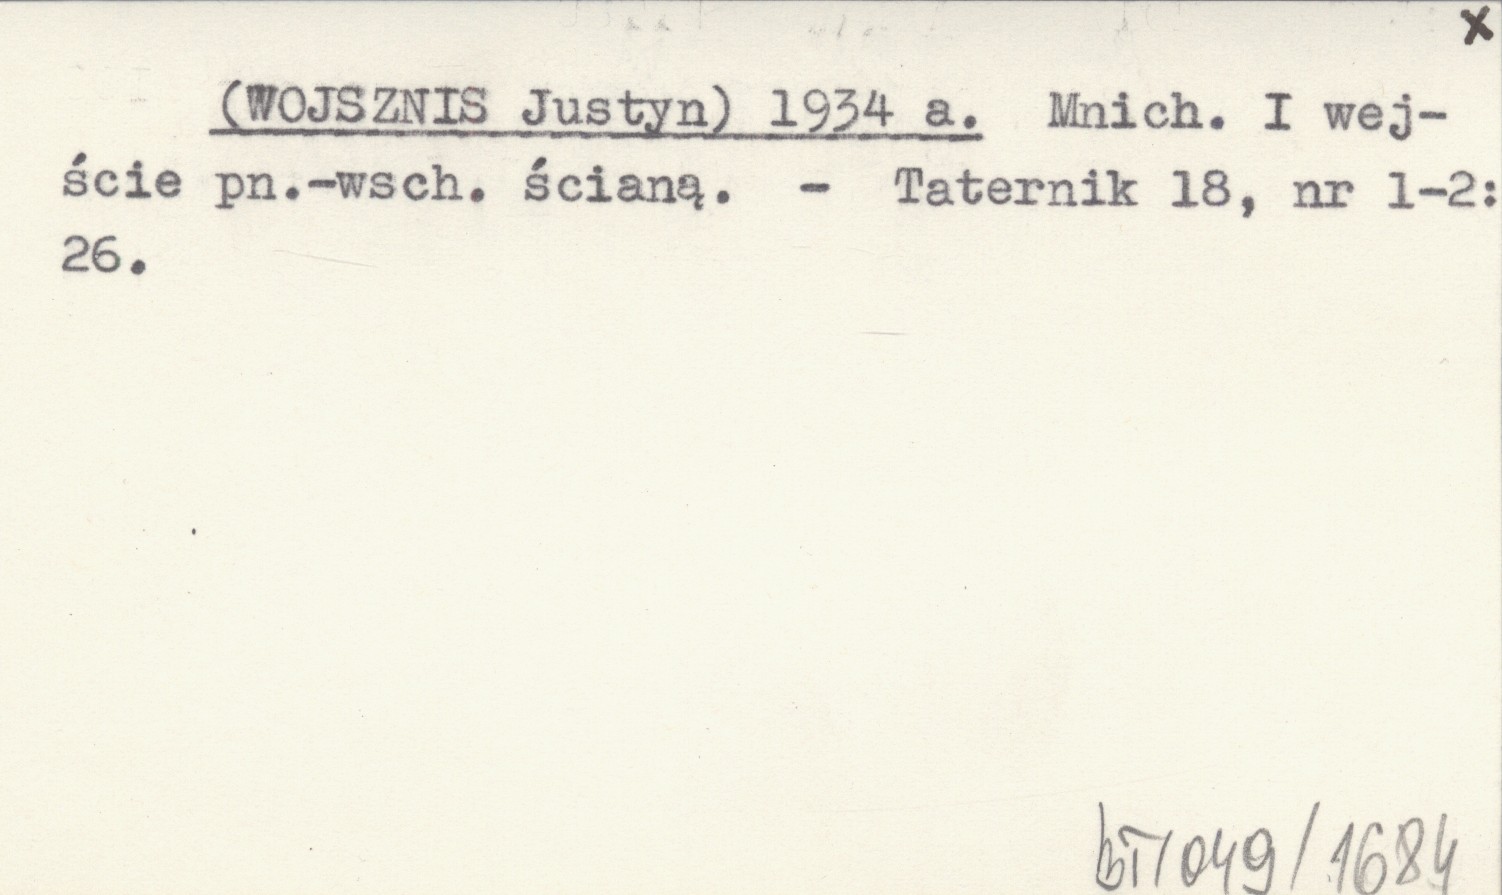 x
(WOJSZNIS Justyn) 1934 a. Mnich. I wej-
ście pn.-wsch. ścianą. - Taternik 18, nr 1-2:
26.
bT/049/1684